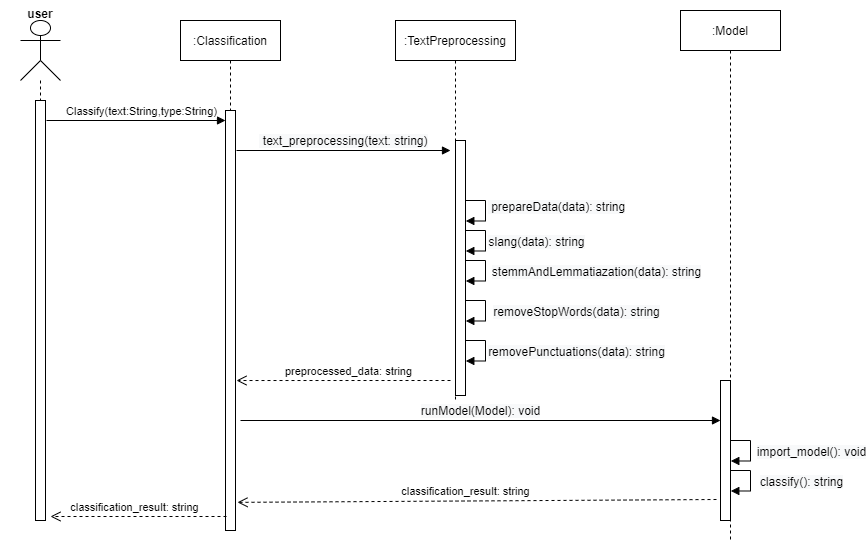 user
:Classification
:TextPreprocessing
:Model
Classify(text:String,type:String)
text_preprocessing(text: string)
prepareData(data): string
slang(data): string
stemmAndLemmatiazation(data): string
removeStopWords(data): string
removePunctuations(data): string
preprocessed_data: string
runModel(Model): void
import_model(): void
classify(): string
classification_result: string
classification_result: string